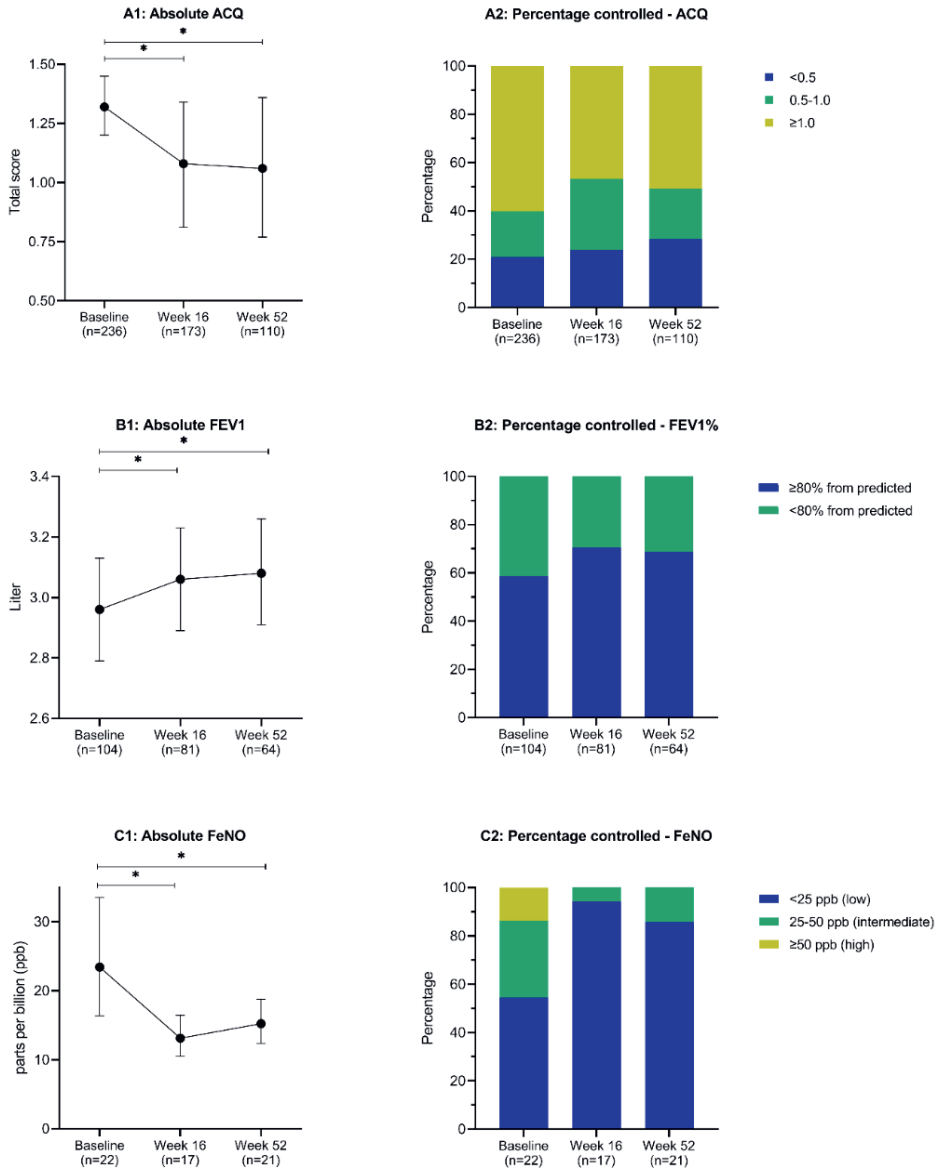 A1: Absolute ACQ
*
*
Total score
1.50
1.25
1.00
0.75
0.50
Baseline
(n=236)
Week 16
(n=173)
Week 52
(n=110)
A2: Percentage controlled - ACQ
Percentage
100
80
60
40
20
0
Baseline
(n=236)
Week 16
(n=173)
Week 52
(n=110)
<0.5
0.5-1.0
≥1.0
B1: Absolute FEV1
*
*
Liter
3.4
3.2
3.0
2.8
2.6
Baseline
(n=104)
Week 16
(n=81)
Week 52
(n=64)
B2: Percentage controlled - FEV1%
Percentage
100
80
60
40
20
0
Baseline
(n=104)
Week 16
(n=81)
Week 52
(n=64)
≥80% from predicted
<80% from predicted
C1: Absolute FeNO
*
*
parts per billion (ppb)
30
20
10
0
Baseline
(n=22)
Week 16
(n=17)
Week 52
(n=21)
C2: Percentage controlled - FeNO
Percentage
100
80
60
40
20
0
Baseline
(n=22)
Week 16
(n=17)
Week 52
(n=21)
<25 ppb (low)
25-50 ppb (intermediate)
≥50 ppb (high)